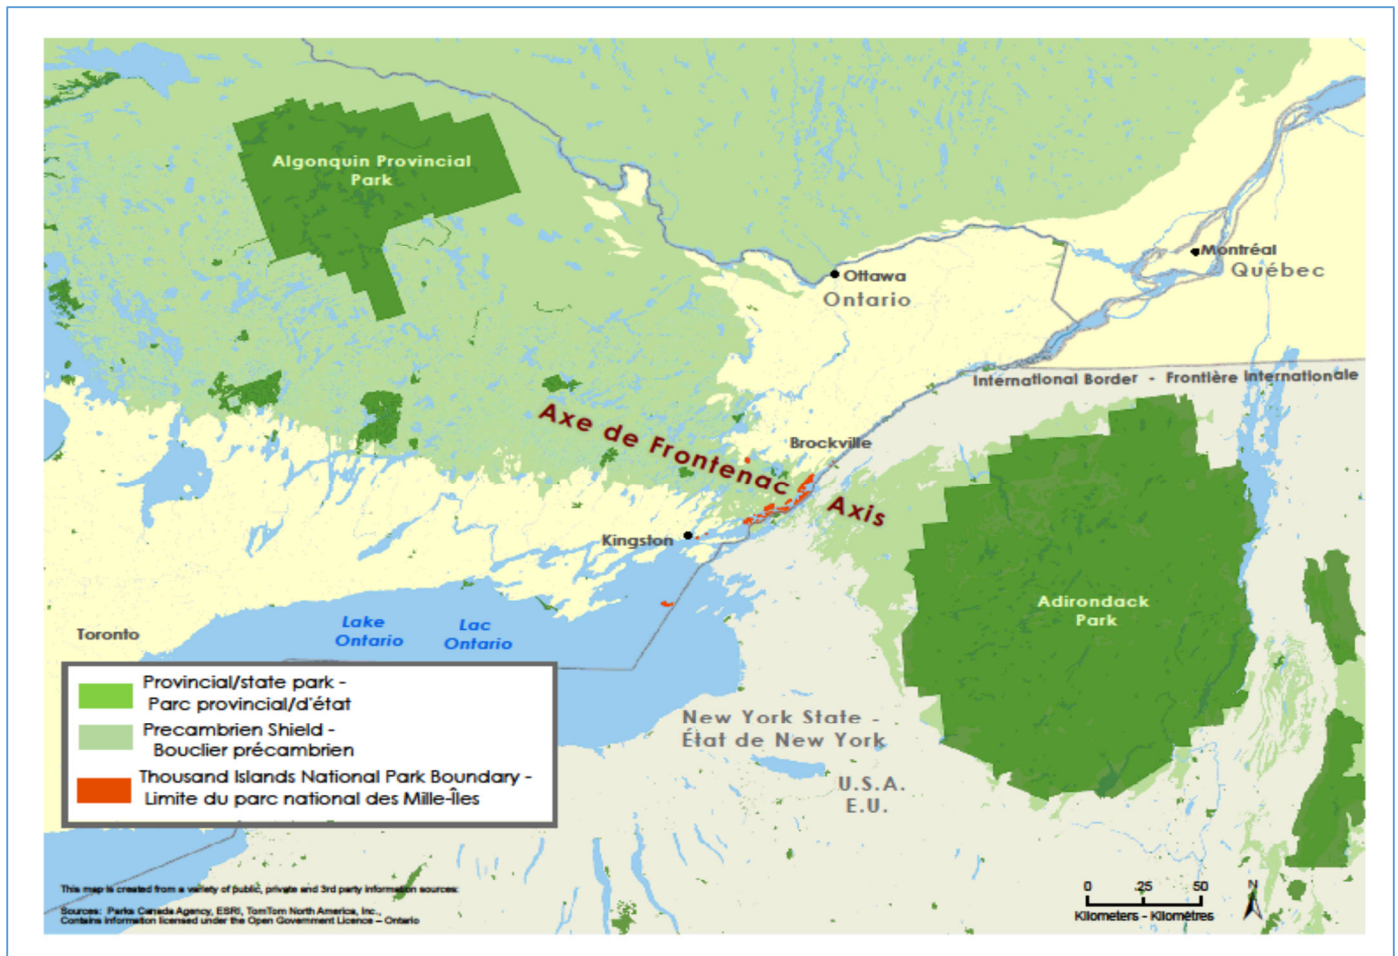 Algonquin Provincial
Park
Montréal
Québec
Ottawa
Ontario
International Border - Frontière Internationale
Axe de Frontenac
Axis
Brockville
Kingston
Adirondack
Park
Toronto
Lake
Ontario
Lac
Ontario
Provincial/state park -
Parc provincial/d'état
Precambrien Shield -
Bouclier précambrien
Thousand Islands National Park Boundary -
Limite du parc national des Mille-Îles
New York State -
État de New York
U.S.A.
E.U.
This map is created from a variety of public, private and 3rd party information sources:
Sources: Parks Canada Agency, ESRI, TomTom North America, Inc.,
Contains information licensed under the Open Government Licence – Ontario
0 25 50
Kilometers - Kilomètres
N